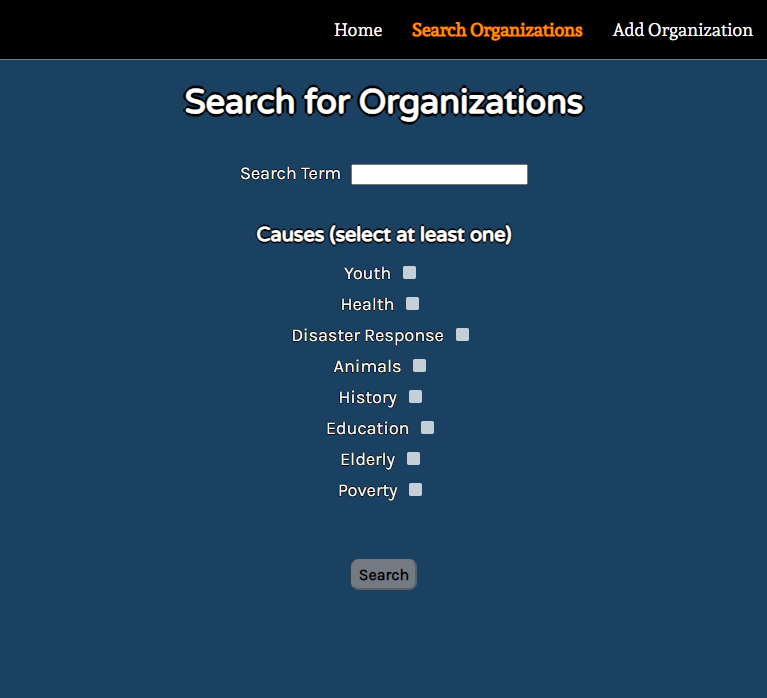 Home Search Organizations Add Organization
Search for Organizations
Search Term
Causes (select at least one)
Youth
Health
Disaster Response
Animals
History
Education
Elderly
Poverty
Search